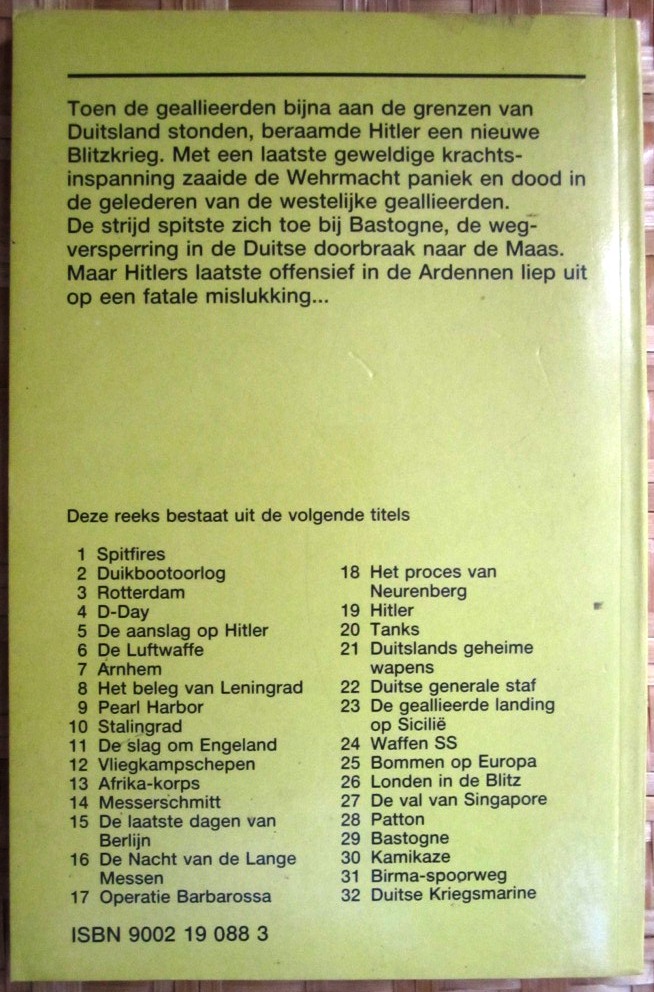 Toen de geallieerden bijna aan de grenzen van
Duitsland stonden, beraamde Hitler een nieuwe
Blitzkrieg. Met een laatste geweldige krachts-
inspanning zaaide de Wehrmacht paniek en dood in
de gelederen van de westelijke geallieerden.
De strijd spitste zich toe bij Bastogne, de weg-
versperring in de Duitse doorbraak naar de Maas.
Maar Hitlers laatste offensief in de Ardennen liep uit
op een fatale mislukking...
Deze reeks bestaat uit de volgende titels
1 Spitfires
2 Duikbootoorlog
3 Rotterdam
4 D-Day
5 De aanslag op Hitler
6 De Luftwaffe
7 Arnhem
8 Het beleg van Leningrad
9 Pearl Harbor
10 Stalingrad
11 De slag om Engeland
12 Vliegkampschepen
13 Afrika-korps
14 Messerschmitt
15 De laatste dagen van
Berlijn
16 De Nacht van de Lange
Messen
17 Operatie Barbarossa
18 Het proces van
Neurenberg
19 Hitler
20 Tanks
21 Duitslands geheime
wapens
22 Duitse generale staf
23 De geallieerde landing
op Sicilië
24 Waffen SS
25 Bommen op Europa
26 Londen in de Blitz
27 De val van Singapore
28 Patton
29 Bastogne
30 Kamikaze
31 Birma-spoorweg
32 Duitse Kriegsmarine
ISBN 9002 19 088 3